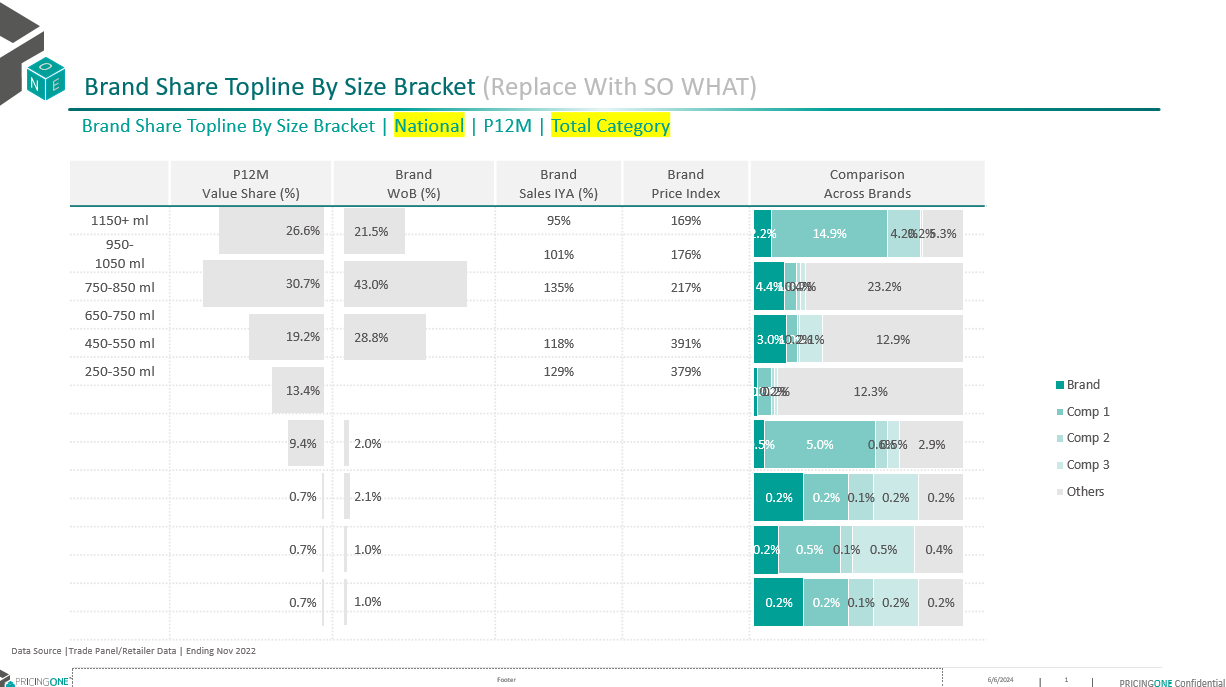 O
N E
Brand Share Topline By Size Bracket (Replace With SO WHAT)
Brand Share Topline By Size Bracket | National | P12M | Total Category
P12M
Value Share (%)
Brand
WoB (%)
Brand
Sales IYA (%)
Brand
Price Index
Comparison
Across Brands
1150+ ml
950-
1050 ml
750-850 ml
650-750 ml
450-550 ml
250-350 ml
26.6%
30.7%
19.2%
13.4%
9.4%
0.7%
0.7%
0.7%
21.5%
43.0%
28.8%
2.0%
2.1%
1.0%
1.0%
95%
101%
135%
118%
129%
169%
176%
217%
391%
379%
14.9% 4.2% 5.3%
4.4% 23.2%
3.0% 12.9%
12.3%
5.0% 2.9%
0.2% 0.2% 0.1% 0.2% 0.2%
0.2% 0.5% 0.1% 0.5% 0.4%
0.2% 0.2% 0.1% 0.2% 0.2%
Brand
Comp 1
Comp 2
Comp 3
Others
Data Source |Trade Panel/Retailer Data | Ending Nov 2022
PRICINGONE
Footer
6/6/2024 | 1 |
PRICINGONE Confidential